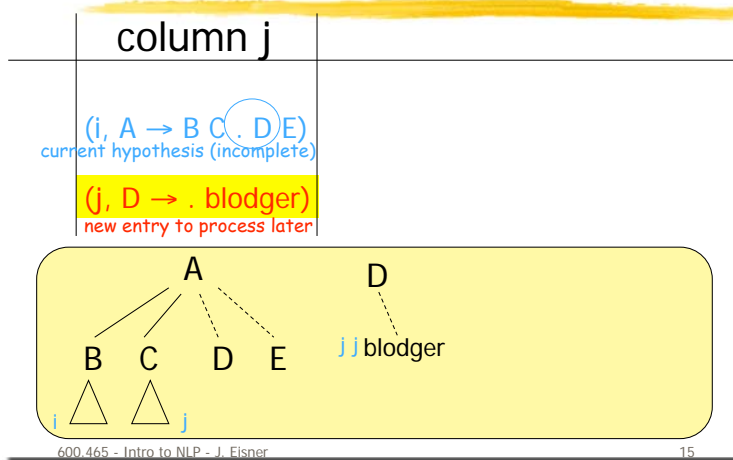 column j
(i, A → B C . D E)
current hypothesis (incomplete)
(j, D → . blodger)
new entry to process later
A D
B C D E j j blodger
i j
600.465 - Intro to NLP - J. Eisner 15